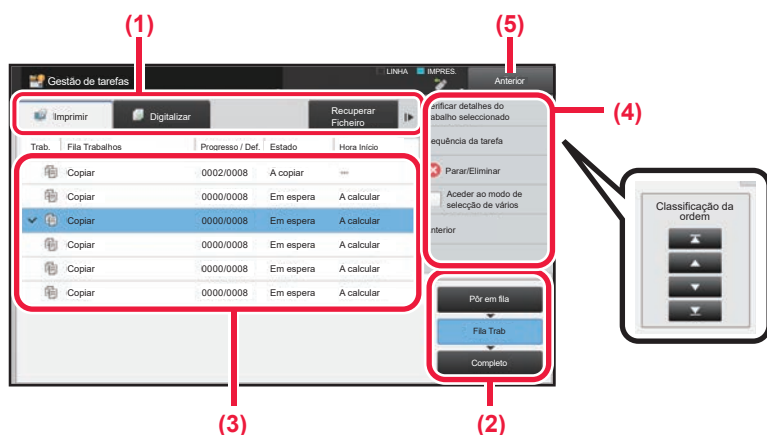 (1)
(5)
LINHA IMPRES.
Gestão de tarefas
Anterior
Imprimir
Digitalizar
Recuperar
Ficheiro
erificar detalhes do
abalho seleccionado
(4)
Trab. Fila Trabalhos Progresso / Def. Estado Hora Início
equência da tarefa
Copiar 0002/0008 A copiar ---
Parar/Eliminar
Copiar 0000/0008 Em espera A calcular
Aceder ao modo de
selecção de vários
Copiar 0000/0008 Em espera A calcular
nterior
Copiar 0000/0008 Em espera A calcular
Copiar 0000/0008 Em espera A calcular
Copiar 0000/0008 Em espera A calcular
Classificação da
ordem
Pôr em fila
Fila Trab
Completo
(3)
(2)